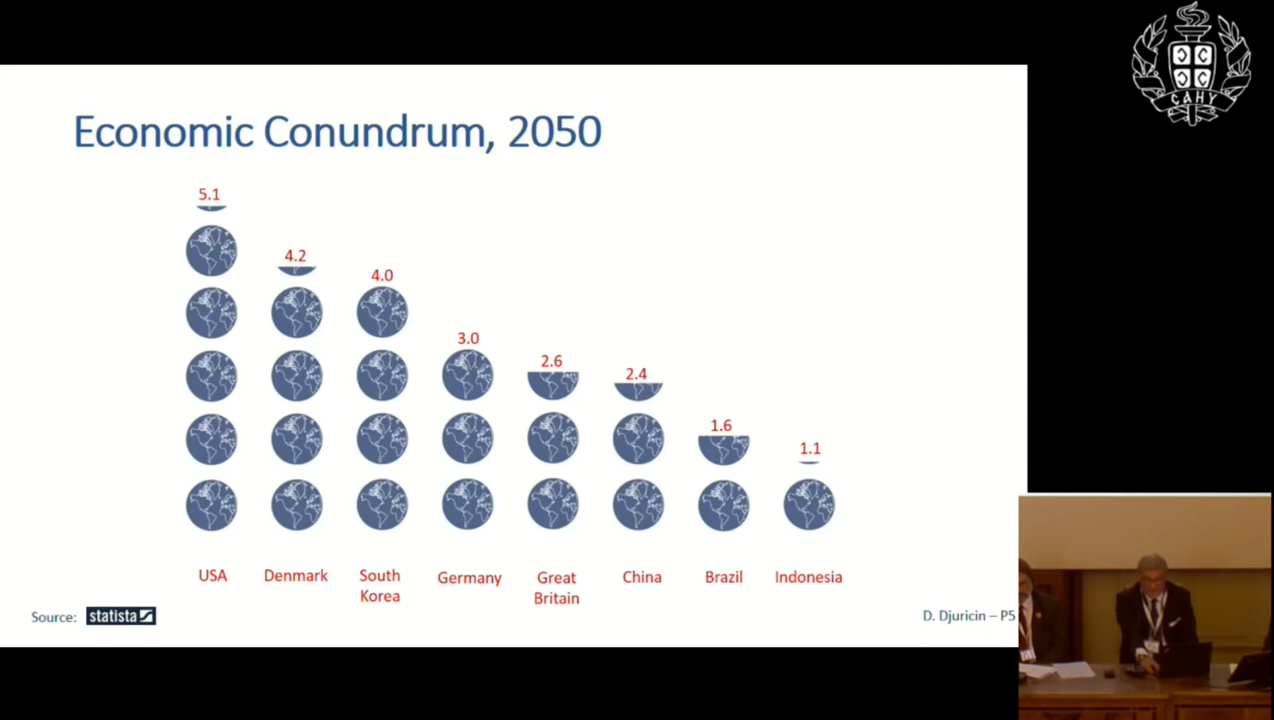 Economic Conundrum, 2050
5.1
4.2
4.0
3.0
2.6
2.4
1.6
1.1
USA
Denmark
South
Korea
Germany
Great
Britain
China
Brazil
Indonesia
Source: statista
D. Djuricin – P5
САНУ